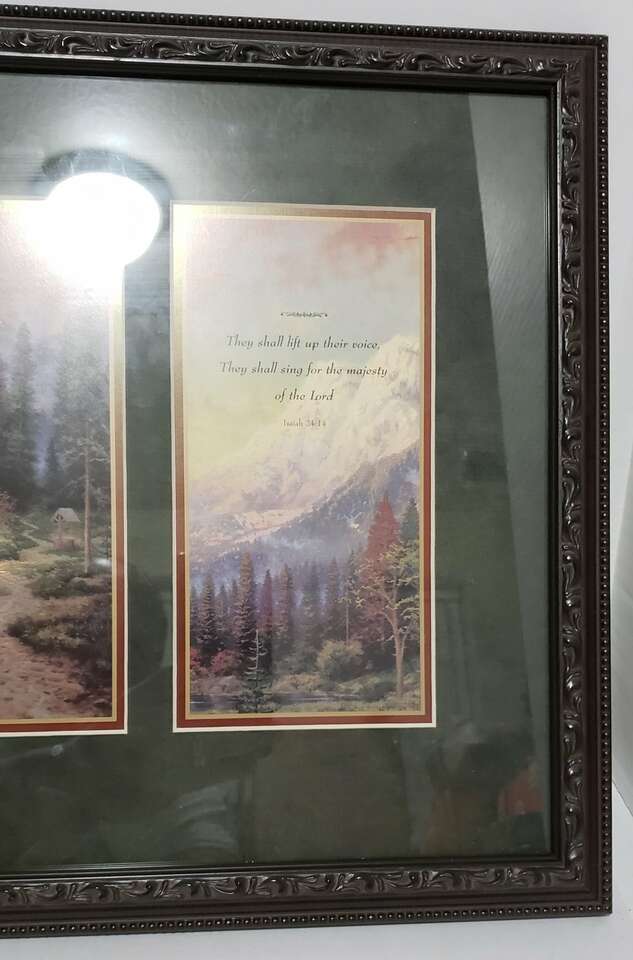 They shall lift up their voice,
They shall sing for the majesty
of the Lord
Isaiah 24:14